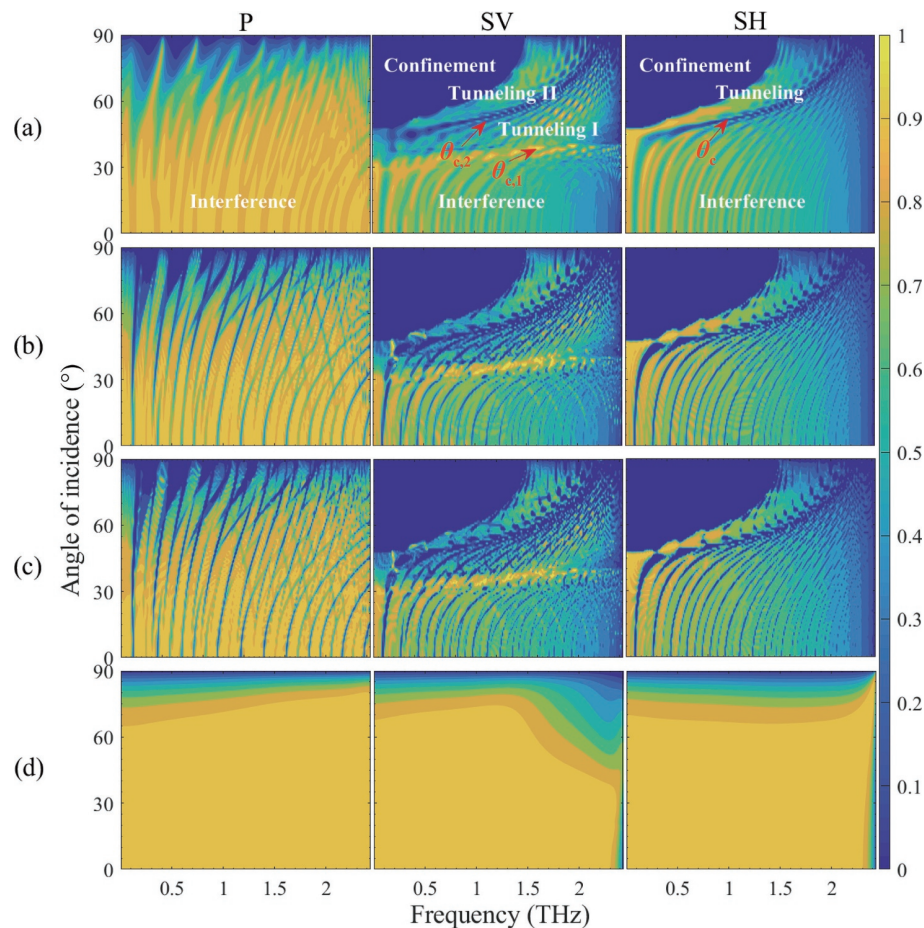 P SV SH
(a)
90
60
30
0
Interference
Confinement
Tunneling II
Tunneling I
θc,2
θc,1
Interference
Confinement
Tunneling
θc
Interference
(b)
90
60
30
0
(c)
90
60
30
0
(d)
90
60
30
0
Angle of incidence (°)
0.5 1 1.5 2 0.5 1 1.5 2 0.5 1 1.5 2
Frequency (THz)
1
0.9
0.8
0.7
0.6
0.5
0.4
0.3
0.2
0.1
0